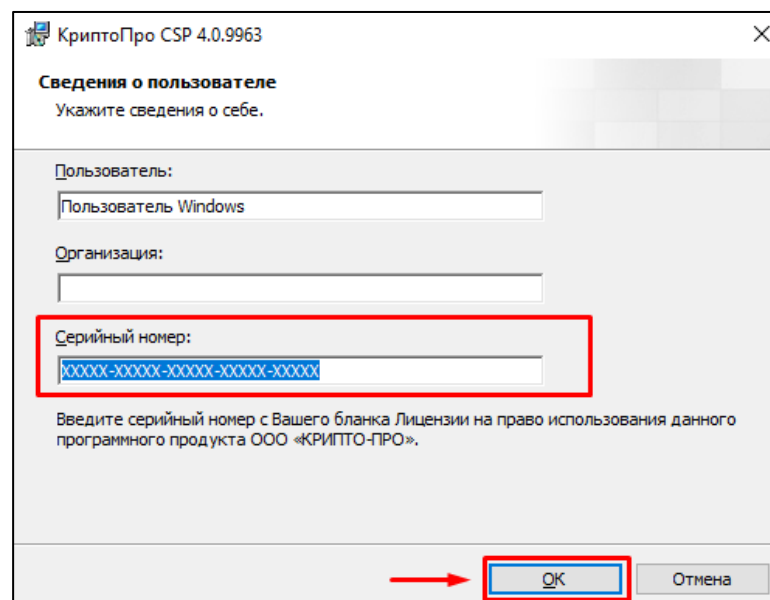 КриптоПро CSP 4.0.9963
Сведения о пользователе
Укажите сведения о себе.
Пользователь:
Пользователь Windows
Организация:
Серийный номер:
XXXXX-XXXXX-XXXXX-XXXXX-XXXXX
Введите серийный номер с Вашего бланка Лицензии на право использования данного
программного продукта ООО «КРИПТО-ПРО».
OK
Отмена